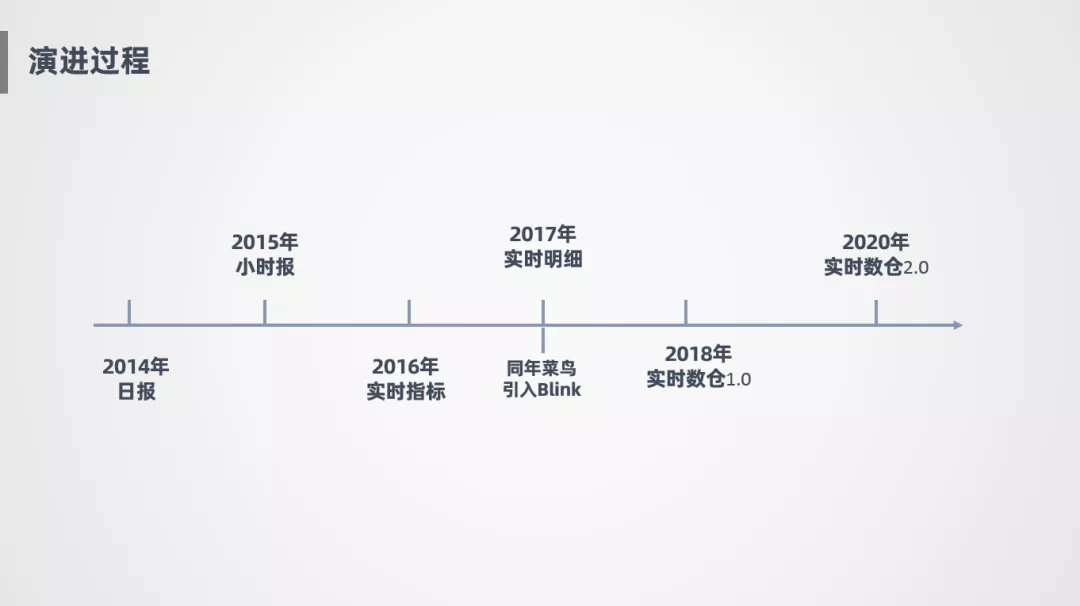 演进过程
2014年
日报
2015年
小时报
2016年
实时指标
2017年
实时明细
同年菜鸟
引入Blink
2018年
实时数仓1.0
2020年
实时数仓2.0